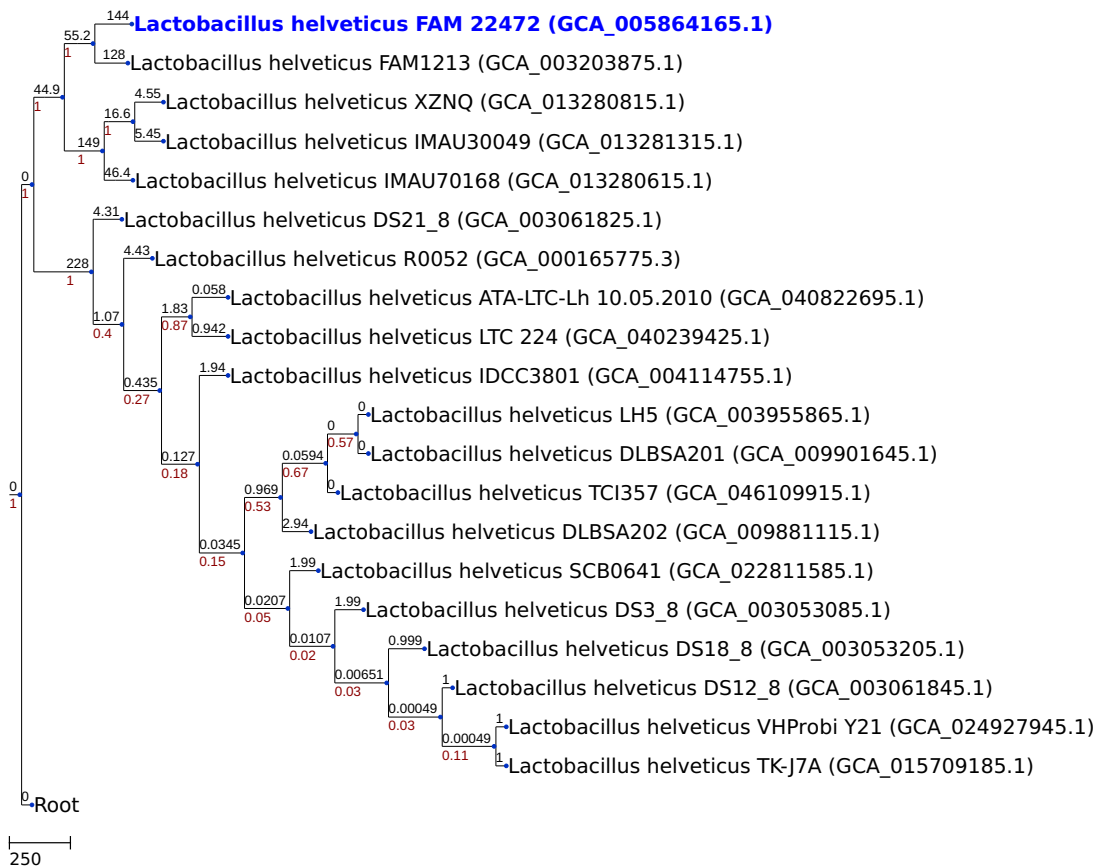 144 Lactobacillus helveticus FAM 22472 (GCA_005864165.1)
55.2
1
128 Lactobacillus helveticus FAM1213 (GCA_003203875.1)
44.9
1
4.55 Lactobacillus helveticus XZNQ (GCA_013280815.1)
16.6
1
5.45 Lactobacillus helveticus IMAU30049 (GCA_013281315.1)
149
1
46.4 Lactobacillus helveticus IMAU70168 (GCA_013280615.1)
0
1
4.31 Lactobacillus helveticus DS21_8 (GCA_003061825.1)
228
1
4.43 Lactobacillus helveticus R0052 (GCA_000165775.3)
1.07
0.4
0.058 Lactobacillus helveticus ATA-LTC-Lh 10.05.2010 (GCA_040822695.1)
1.83
0.87
0.942 Lactobacillus helveticus LTC 224 (GCA_040239425.1)
0.435
0.27
1.94 Lactobacillus helveticus IDCC3801 (GCA_004114755.1)
0 Lactobacillus helveticus LH5 (GCA_003955865.1)
0
0.57
0 Lactobacillus helveticus DLBSA201 (GCA_009901645.1)
0.127
0.18
0.0594
0.67
0 Lactobacillus helveticus TCI357 (GCA_046109915.1)
0
1
0.969
0.53
2.94 Lactobacillus helveticus DLBSA202 (GCA_009881115.1)
0.0345
0.15
1.99 Lactobacillus helveticus SCB0641 (GCA_022811585.1)
0.0207
0.05
1.99 Lactobacillus helveticus DS3_8 (GCA_003053085.1)
0.0107
0.02
0.999 Lactobacillus helveticus DS18_8 (GCA_003053205.1)
0.00651
0.03
1 Lactobacillus helveticus DS12_8 (GCA_003061845.1)
0.00049
0.03
1 Lactobacillus helveticus VHProbi Y21 (GCA_024927945.1)
0.00049
0.11
1 Lactobacillus helveticus TK-J7A (GCA_015709185.1)
0 Root
250